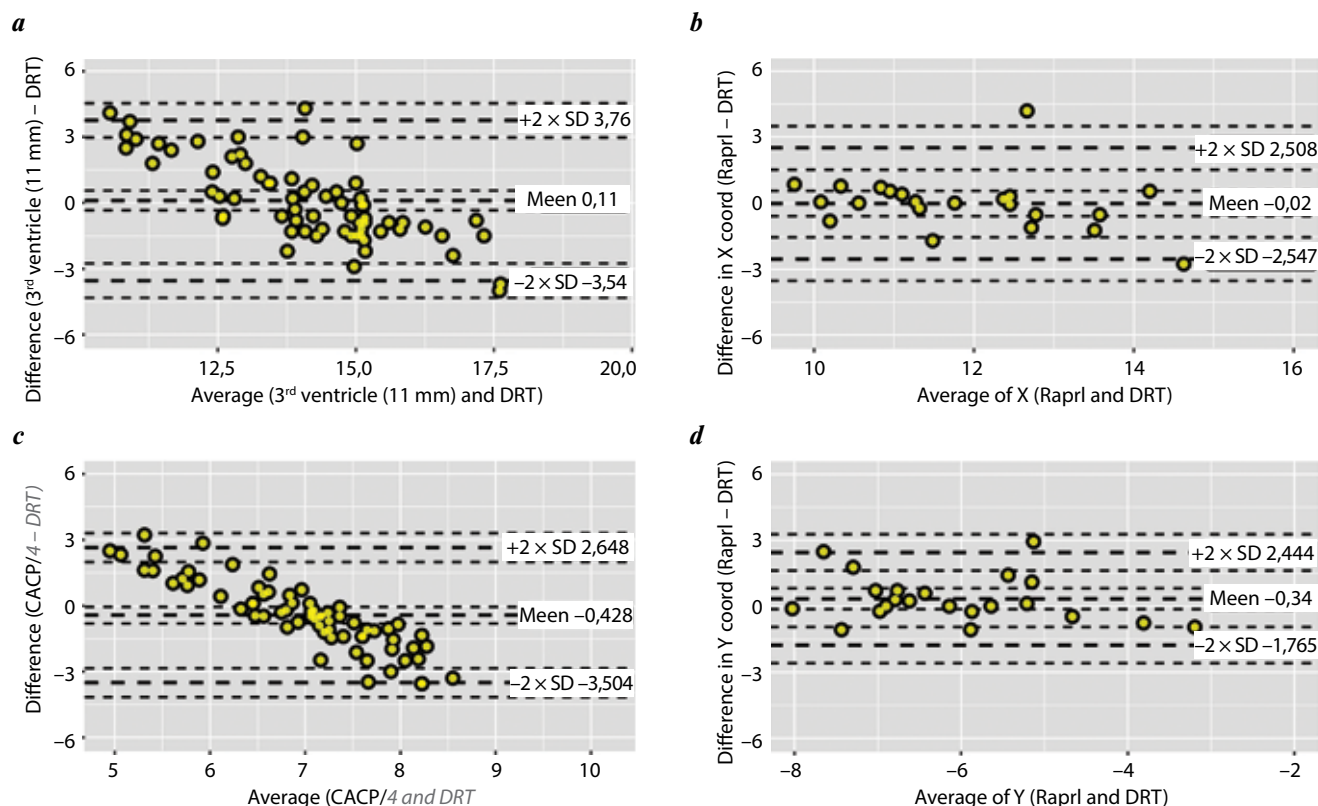 a
Difference (3rd ventricle (11 mm) – DRT)
6
3
0
–3
–6
+2 × SD 3,76
Meen 0,11
–2 × SD –3,54
12,5
15,0
17,5
20,0
Average (3rd ventricle (11 mm) and DRT)
b
Difference in X coord (Raprl – DRT)
6
3
0
–3
–6
+2 × SD 2,508
Meen –0,02
–2 × SD –2,547
10
12
14
16
Average of X (Raprl and DRT)
c
Difference (CACP/4 – DRT)
6
3
0
–3
–6
+2 × SD 2,648
Meen –0,428
–2 × SD –3,504
5
6
7
8
9
10
Average (CACP/4 and DRT
d
Difference in Y coord (Raprl – DRT)
6
3
0
–3
–6
+2 × SD 2,444
Meen –0,34
–2 × SD –1,765
–8
–6
–4
–2
Average of Y (Raprl and DRT)